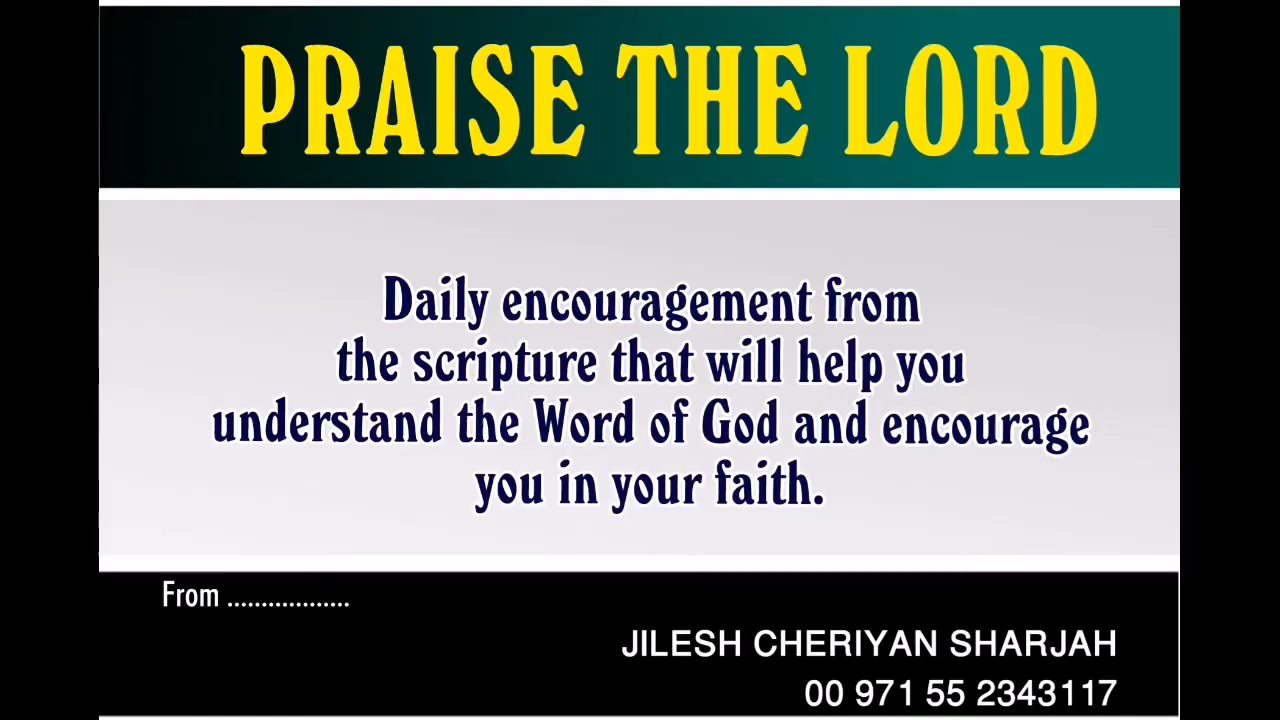 PRAISE THE LORD
Daily encouragement from
the scripture that will help you
understand the Word of God and encourage
you in your faith.
From ..................
JILESH CHERIYAN SHARJAH
00 971 55 2343117